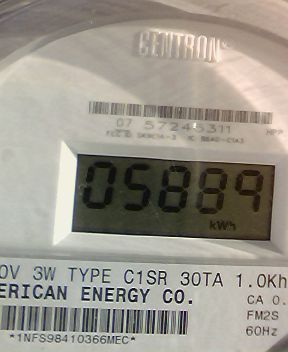 CENTRON
07 57245311 HPP
05889
kWh
0V 3W TYPE C1SR 30TA 1.0Kh
ERICAN ENERGY CO. CA 0.
FM2S
*1NFS98410366MEC* 60Hz